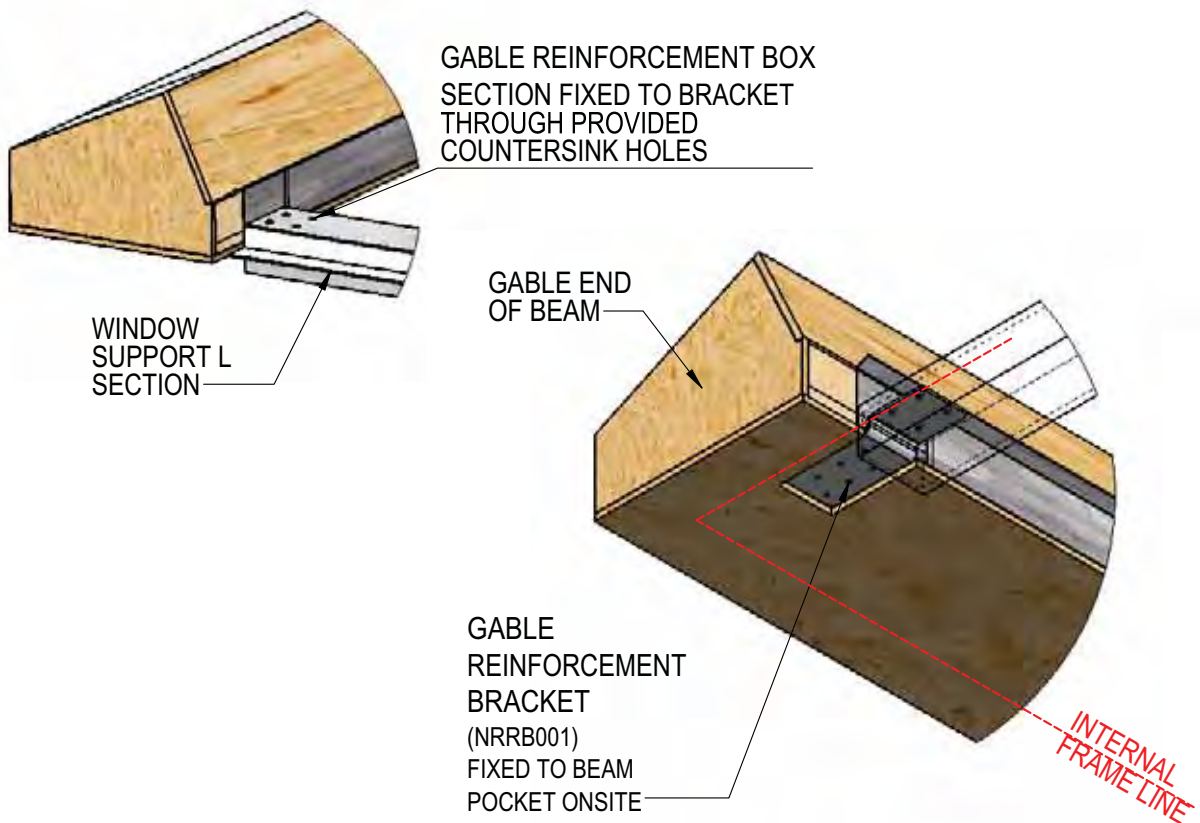 GABLE REINFORCEMENT BOX
SECTION FIXED TO BRACKET
THROUGH PROVIDED
COUNTERSINK HOLES
WINDOW
SUPPORT L
SECTION
GABLE END
OF BEAM
GABLE
REINFORCEMENT
BRACKET
(NRRB001)
FIXED TO BEAM
POCKET ONSITE
INTERNAL
FRAME LINE